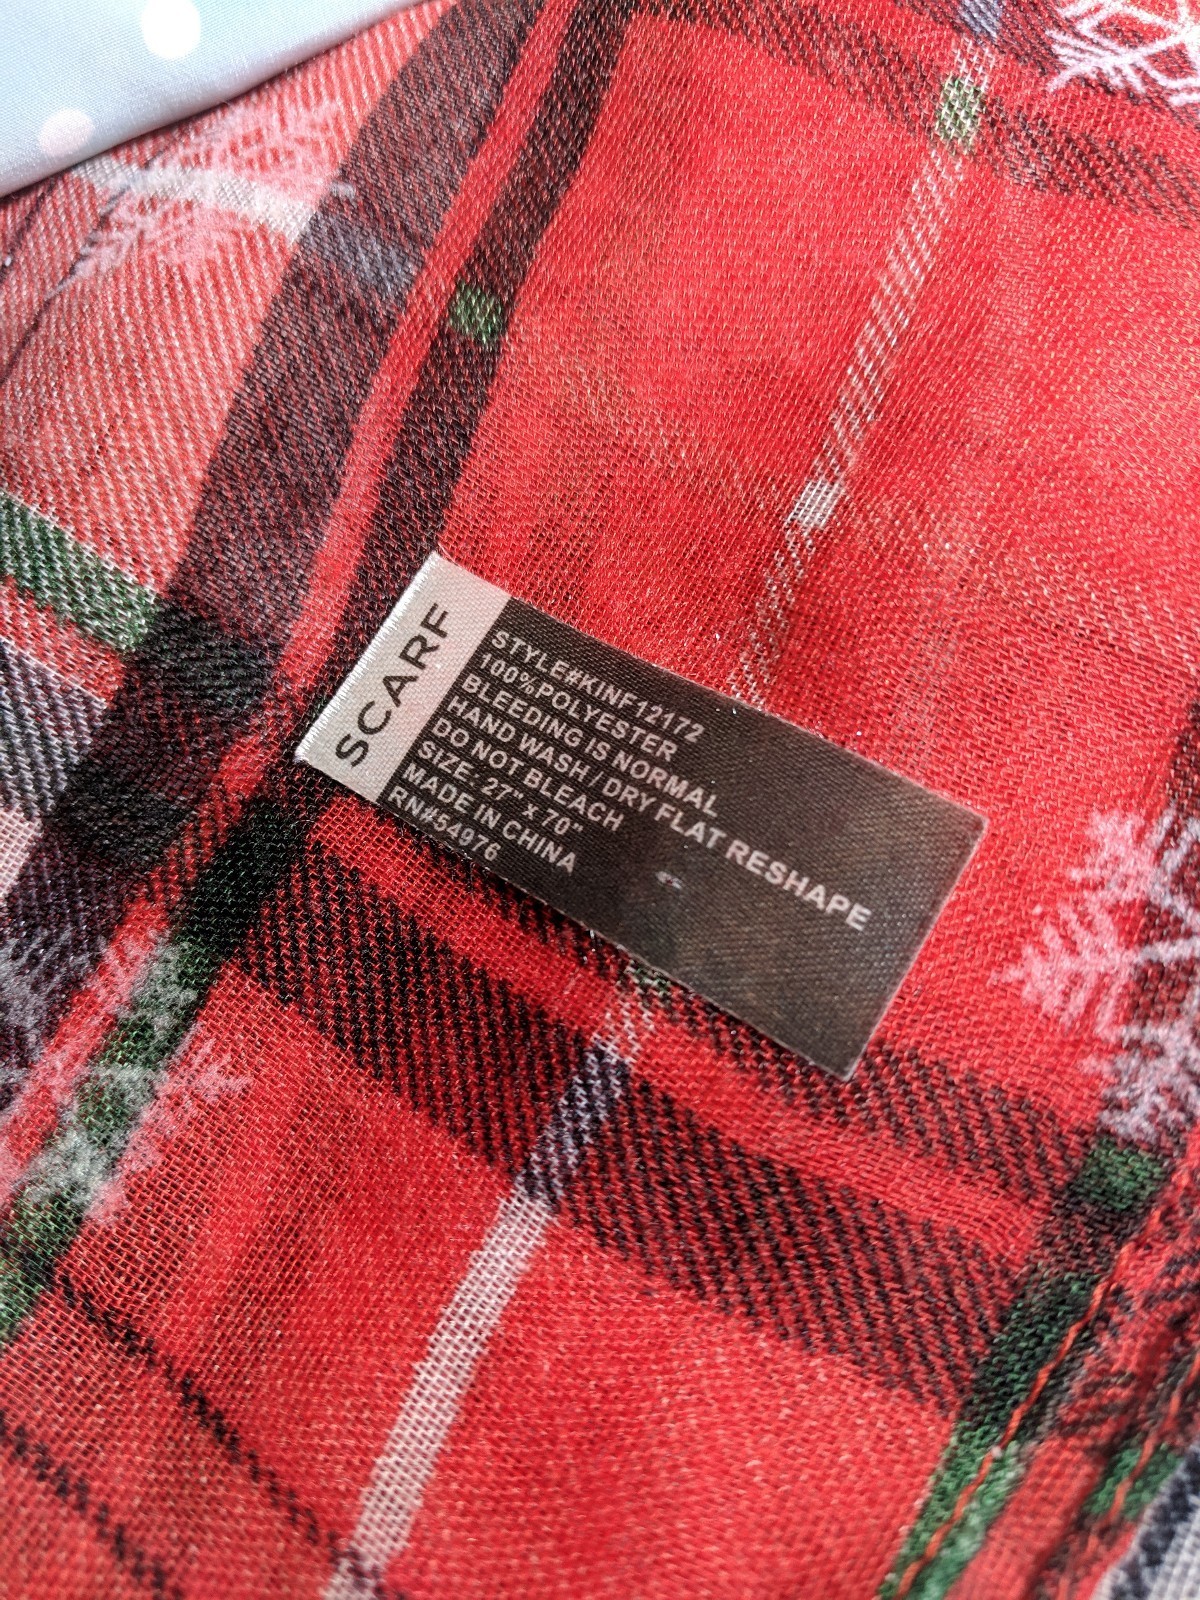 SCARF
STYLE#KINF12172
100%POLYESTER
BLEEDING IS NORMAL
HAND WASH / DRY FLAT RESHAPE
DO NOT BLEACH
SIZE: 27" x 70"
MADE IN CHINA
RN#54976